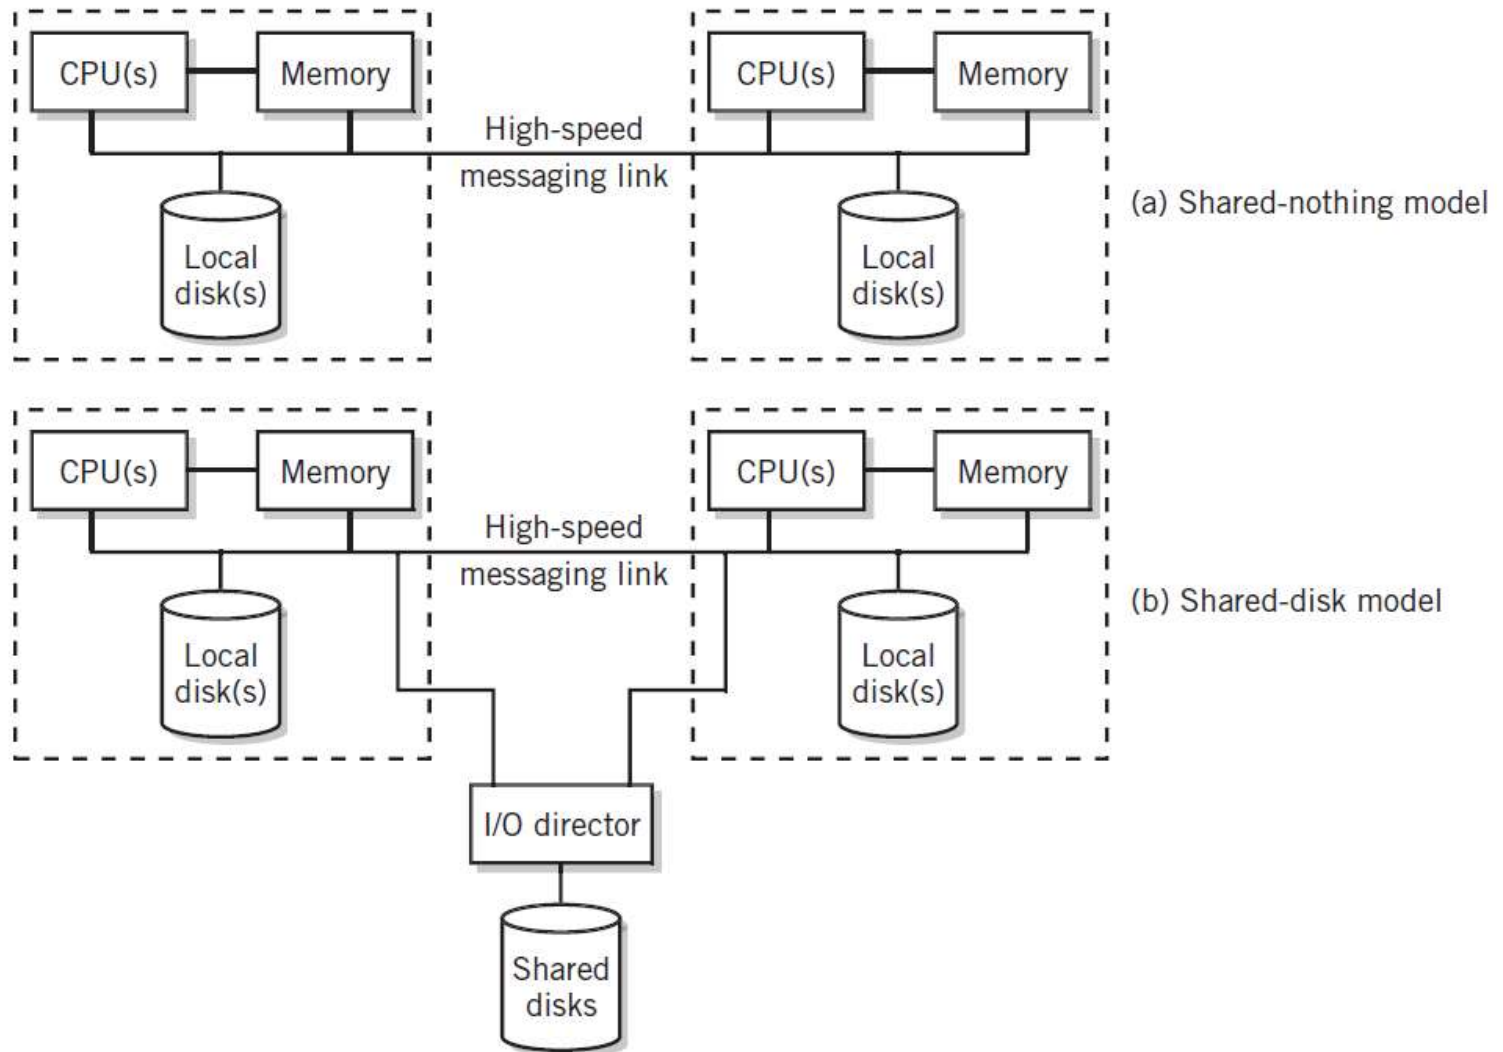 CPU(s)
Memory
CPU(s)
Memory
High-speed
messaging link
(a) Shared-nothing model
Local
disk(s)
Local
disk(s)
CPU(s)
Memory
CPU(s)
Memory
High-speed
messaging link
(b) Shared-disk model
Local
disk(s)
Local
disk(s)
I/O director
Shared
disks